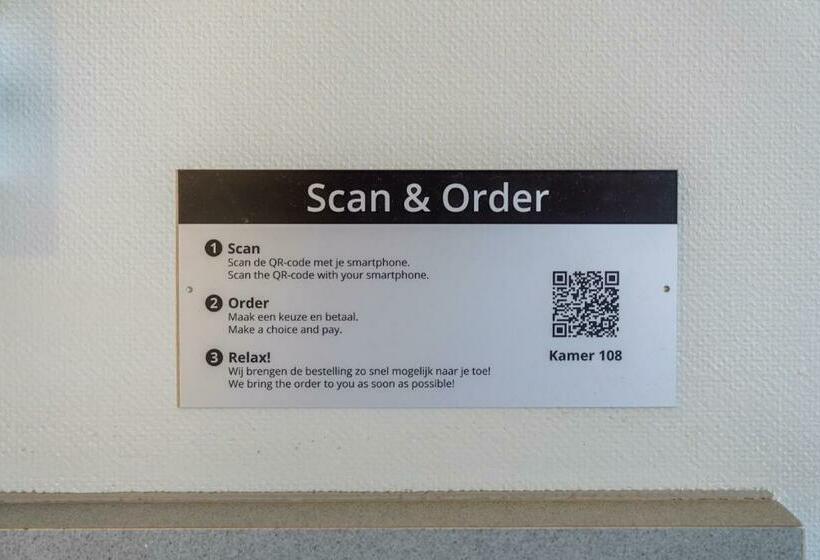 Scan & Order
1 Scan
Scan de QR-code met je smartphone.
Scan the QR-code with your smartphone.
2 Order
Maak een keuze en betaal.
Make a choice and pay.
3 Relax!
Wij brengen de bestelling zo snel mogelijk naar je toe!
We bring the order to you as soon as possible!
Kamer 108